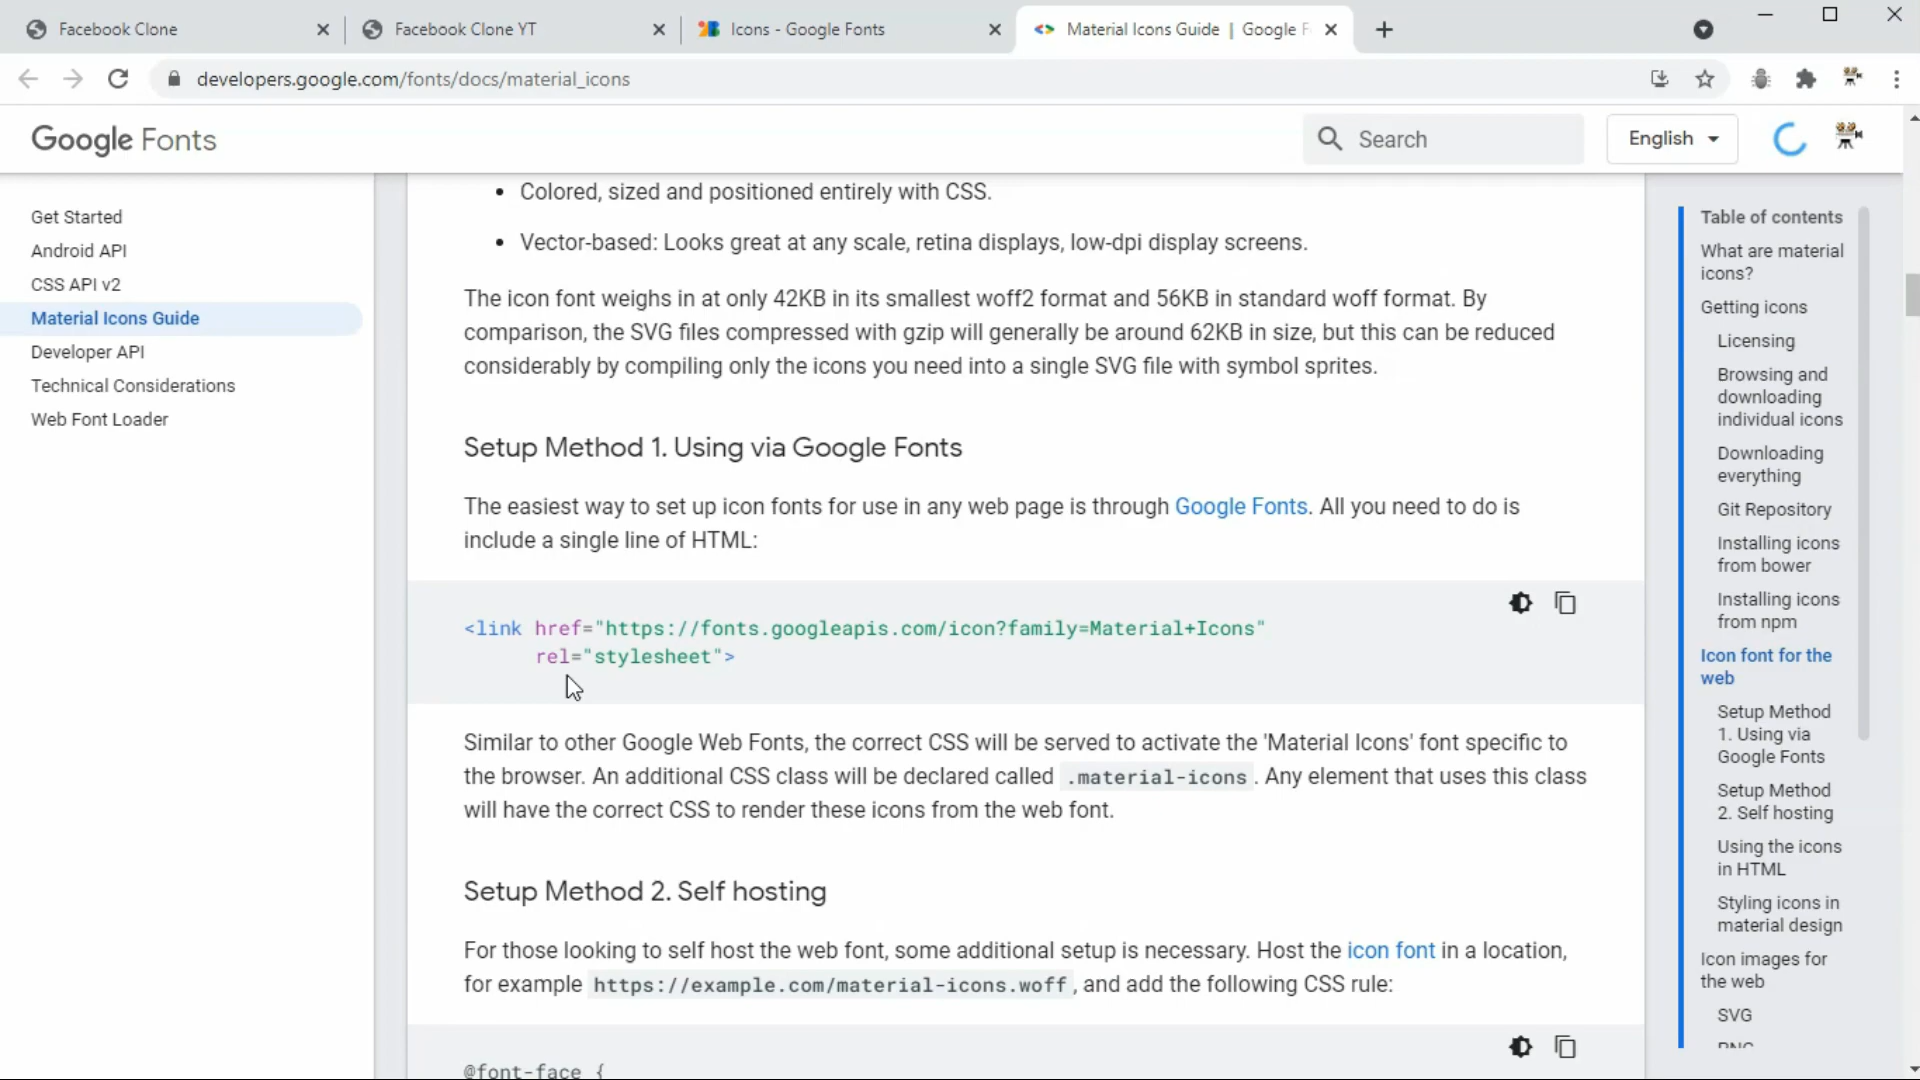 Facebook Clone
Facebook Clone YT
Icons - Google Fonts
Material Icons Guide | Google F
developers.google.com/fonts/docs/material_icons
Google Fonts
Search
English
Get Started
Android API
CSS API v2
Material Icons Guide
Developer API
Technical Considerations
Web Font Loader
• Colored, sized and positioned entirely with CSS.
• Vector-based: Looks great at any scale, retina displays, low-dpi display screens.
The icon font weighs in at only 42KB in its smallest woff2 format and 56KB in standard woff format. By
comparison, the SVG files compressed with gzip will generally be around 62KB in size, but this can be reduced
considerably by compiling only the icons you need into a single SVG file with symbol sprites.
Setup Method 1. Using via Google Fonts
The easiest way to set up icon fonts for use in any web page is through Google Fonts. All you need to do is
include a single line of HTML:
<link href="https://fonts.googleapis.com/icon?family=Material+Icons"
rel="stylesheet">
Similar to other Google Web Fonts, the correct CSS will be served to activate the 'Material Icons' font specific to
the browser. An additional CSS class will be declared called .material-icons. Any element that uses this class
will have the correct CSS to render these icons from the web font.
Setup Method 2. Self hosting
For those looking to self host the web font, some additional setup is necessary. Host the icon font in a location,
for example https://example.com/material-icons.woff, and add the following CSS rule:
@font-face {
Table of contents
What are material
icons?
Getting icons
Licensing
Browsing and
downloading
individual icons
Downloading
everything
Git Repository
Installing icons
from bower
Installing icons
from npm
Icon font for the
web
Setup Method
1. Using via
Google Fonts
Setup Method
2. Self hosting
Using the icons
in HTML
Styling icons in
material design
Icon images for
the web
SVG
PNG